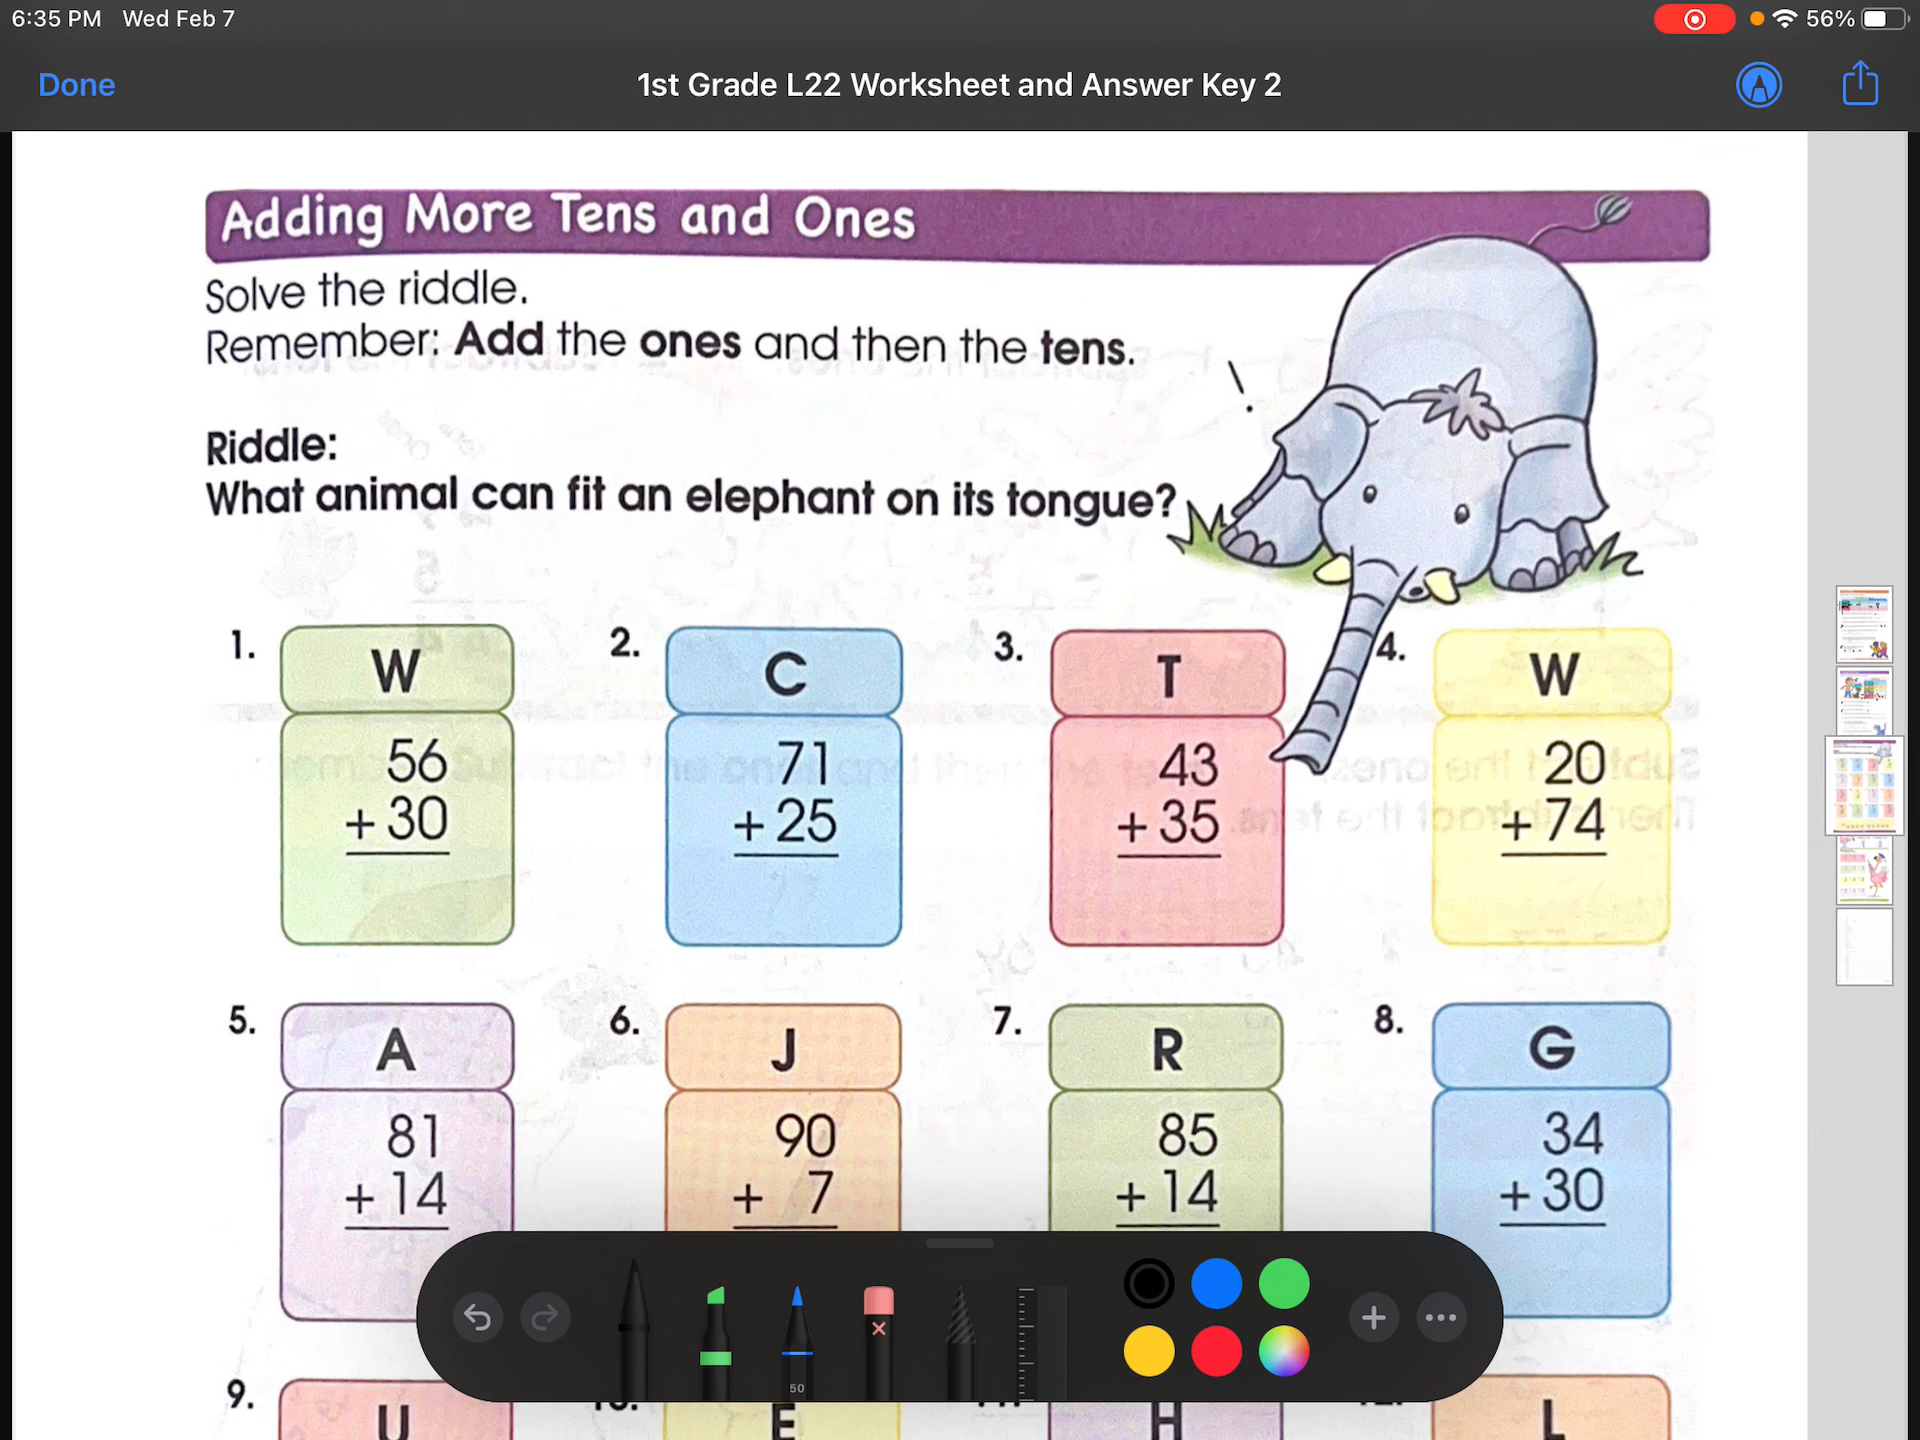 6:35 PM Wed Feb 7
56%
Done
1st Grade L22 Worksheet and Answer Key 2
Adding More Tens and Ones
Solve the riddle.
Remember: Add the ones and then the tens.
Riddle:
What animal can fit an elephant on its tongue?
1. 2. 3. 4.
W C T W
56 71 43 20
+ 30 + 25 + 35 + 74
5. 6. 7. 8.
A J R G
81 90 85 34
+ 14 + 7 + 14 + 30
9.
U E H L
50